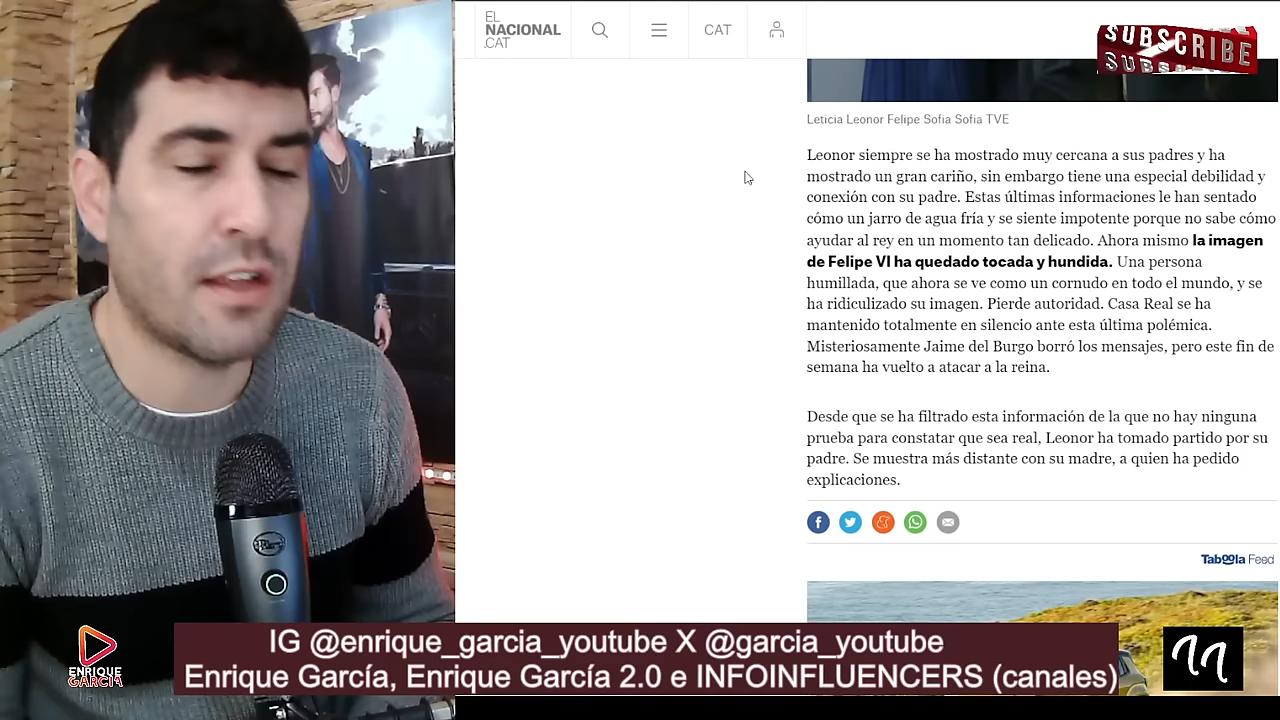 EL
NACIONAL
.CAT
CAT
SUBSCRIBE
Leticia Leonor Felipe Sofia Sofia TVE
Leonor siempre se ha mostrado muy cercana a sus padres y ha
mostrado un gran cariño, sin embargo tiene una especial debilidad y
conexión con su padre. Estas últimas informaciones le han sentado
cómo un jarro de agua fría y se siente impotente porque no sabe cómo
ayudar al rey en un momento tan delicado. Ahora mismo la imagen
de Felipe VI ha quedado tocada y hundida. Una persona
humillada, que ahora se ve como un cornudo en todo el mundo, y se
ha ridiculizado su imagen. Pierde autoridad. Casa Real se ha
mantenido totalmente en silencio ante esta última polémica.
Misteriosamente Jaime del Burgo borró los mensajes, pero este fin de
semana ha vuelto a atacar a la reina.
Desde que se ha filtrado esta información de la que no hay ninguna
prueba para constatar que sea real, Leonor ha tomado partido por su
padre. Se muestra más distante con su madre, a quien ha pedido
explicaciones.
Taboola Feed
IG @enrique_garcia_youtube X @garcia_youtube
Enrique García, Enrique García 2.0 e INFOINFLUENCERS (canales)
ENRIQUE
GARCÍA